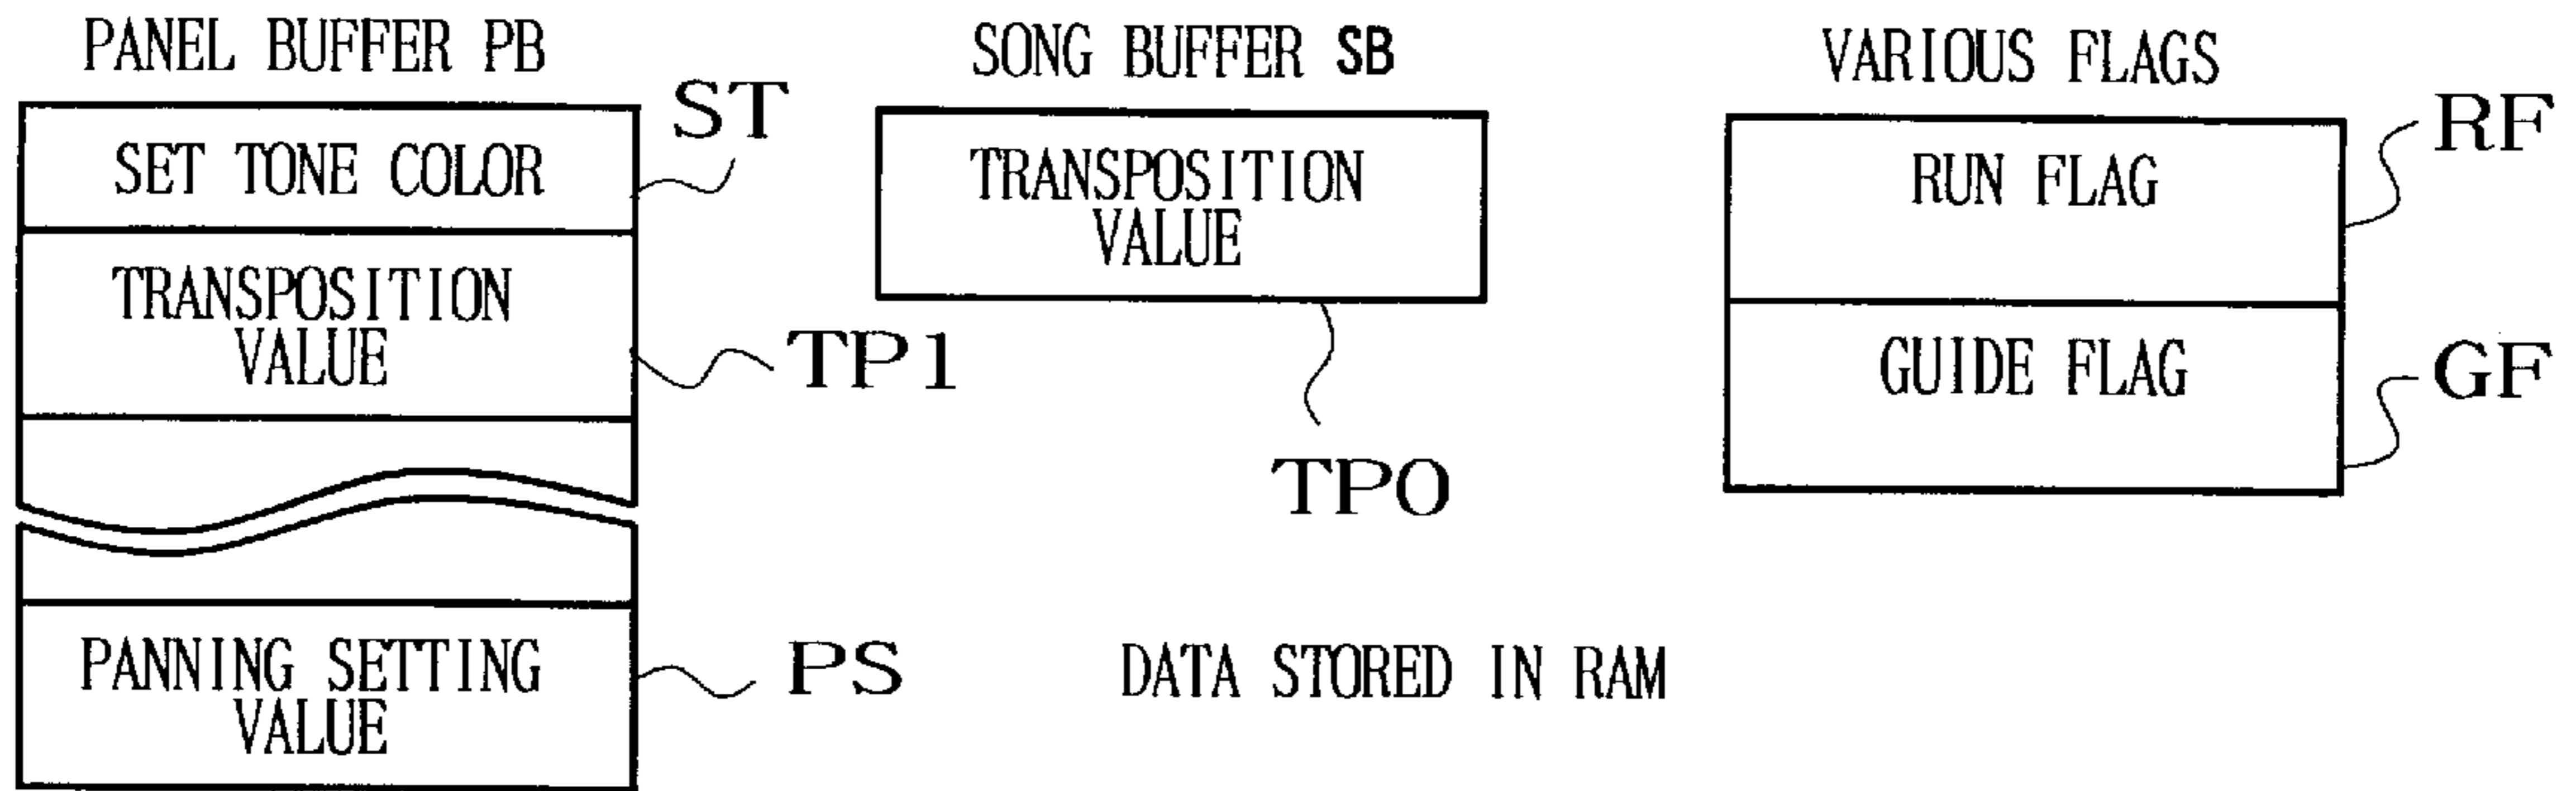 PANEL BUFFER PB
SET TONE COLOR
ST
TRANSPOSITION
VALUE
TP1
PANNING SETTING
VALUE
PS
SONG BUFFER SB
TRANSPOSITION
VALUE
TP0
VARIOUS FLAGS
RUN FLAG
RF
GUIDE FLAG
GF
DATA STORED IN RAM